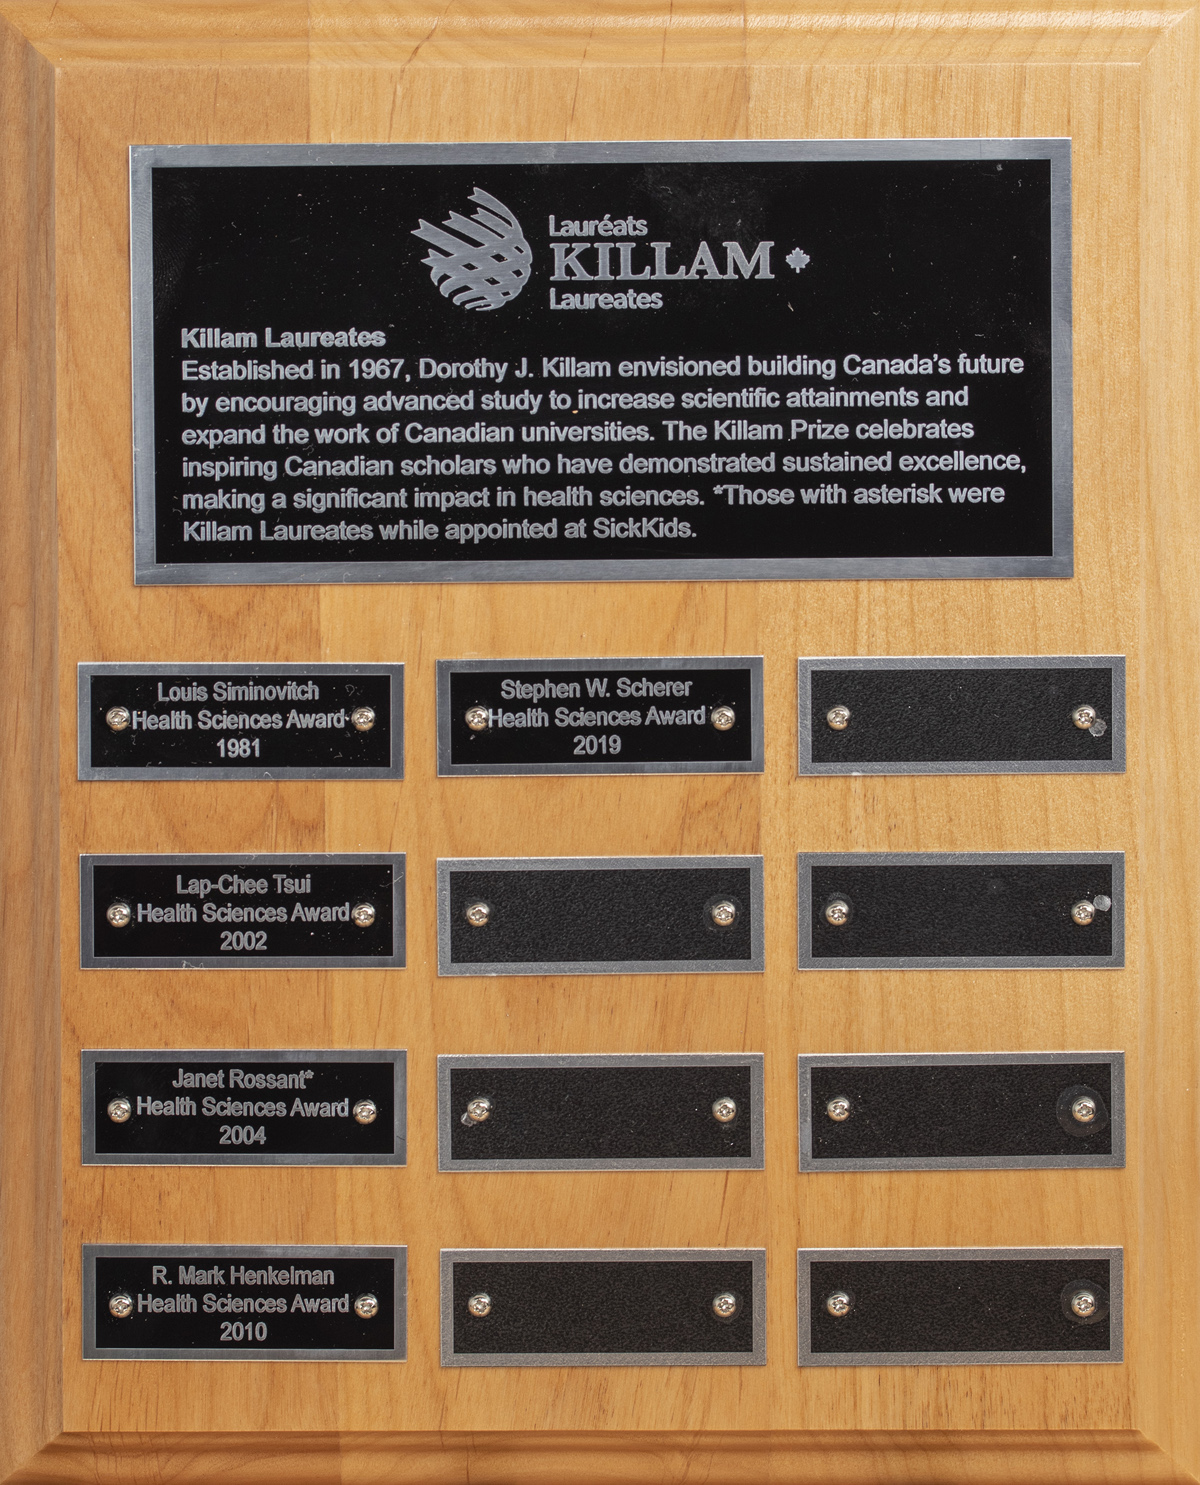 Lauréats
KILLAM
Laureates
Killam Laureates
Established in 1967, Dorothy J. Killam envisioned building Canada's future
by encouraging advanced study to increase scientific attainments and
expand the work of Canadian universities. The Killam Prize celebrates
inspiring Canadian scholars who have demonstrated sustained excellence,
making a significant impact in health sciences. *Those with asterisk were
Killam Laureates while appointed at SickKids.
Louis Siminovitch
Health Sciences Award
1981
Lap-Chee Tsui
Health Sciences Award
2002
Janet Rossant*
Health Sciences Award
2004
R. Mark Henkelman
Health Sciences Award
2010
Stephen W. Scherer
Health Sciences Award
2019